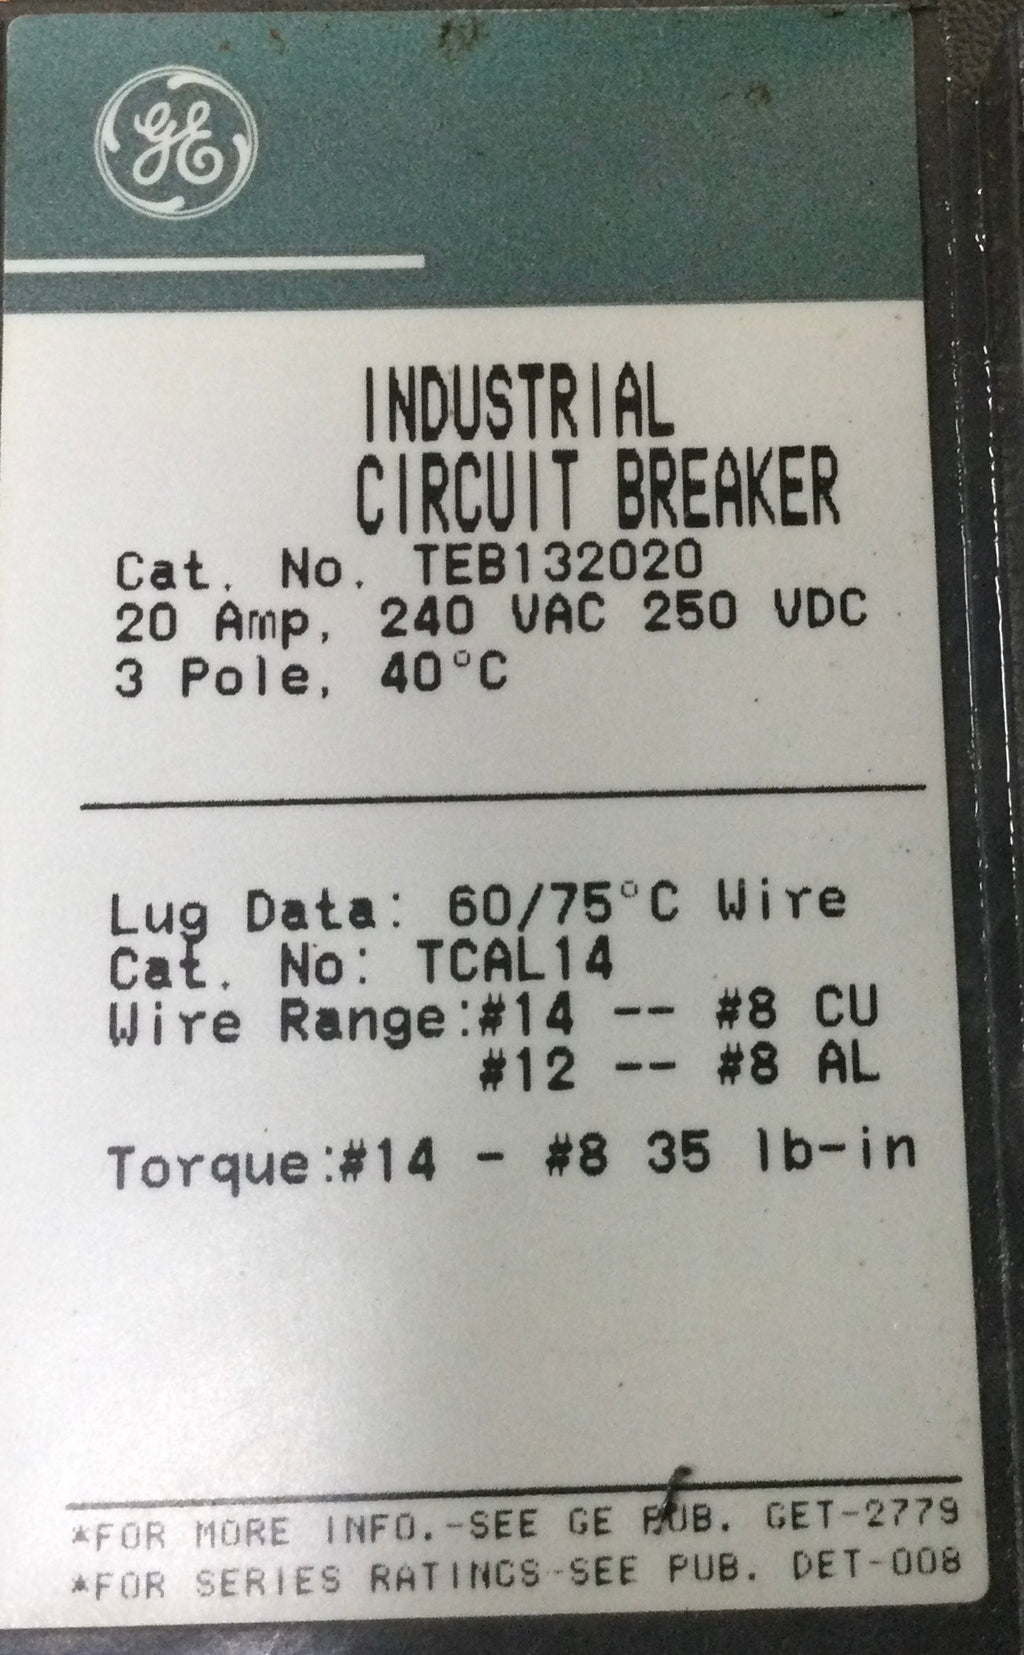 GE
INDUSTRIAL
CIRCUIT BREAKER
Cat. No. TEB132020
20 Amp, 240 VAC 250 VDC
3 Pole, 40°C
Lug Data: 60/75°C Wire
Cat. No: TCAL14
Wire Range:#14 -- #8 CU
#12 -- #8 AL
Torque:#14 - #8 35 lb-in
*FOR MORE INFO.-SEE GE PUB. GET-2779
*FOR SERIES RATINGS-SEE PUB. DET-008